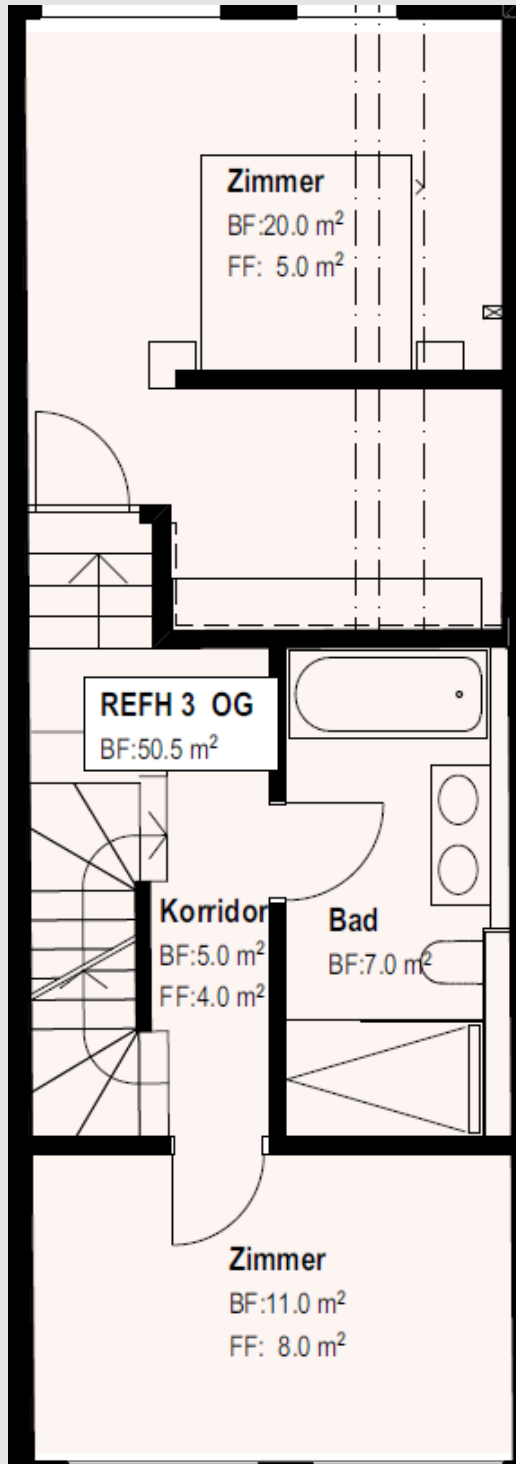 Zimmer
BF:20.0 m²
FF: 5.0 m²
REFH 3 OG
BF:50.5 m²
Korridor
BF:5.0 m²
FF:4.0 m²
Bad
BF:7.0 m²
Zimmer
BF:11.0 m²
FF: 8.0 m²